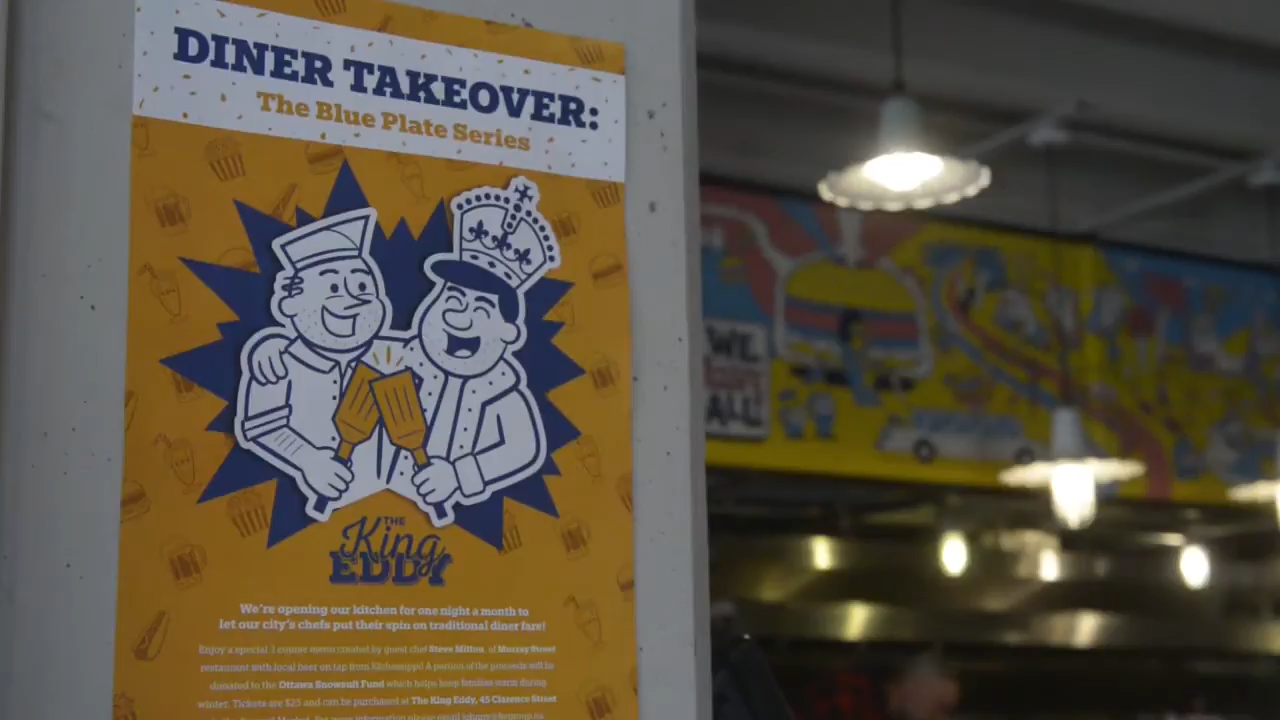 DINER TAKEOVER:
The Blue Plate Series
THE
King
EDDY
We're opening our kitchen for one night a month to
let our city's chefs put their spin on traditional diner fare!
Enjoy a special 3 course menu created by guest chef Steve Mitton, of Murray Street
restaurant with local beer on tap from Kichesippi! A portion of the proceeds will be
donated to the Ottawa Snowsuit Fund which helps keep families warm during
winter. Tickets are $25 and can be purchased at The King Eddy, 45 Clarence Street
WE
ALL!